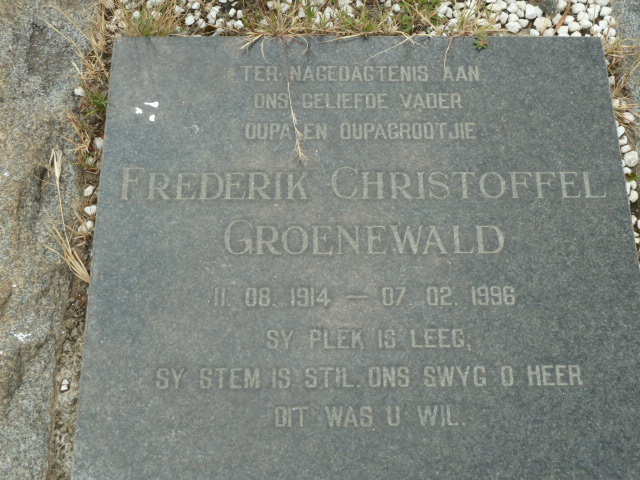 TER NAGEDAGTENIS AAN
ONS GELIEFDE VADER
OUPA EN OUPAGROOTJIE
FREDERIK CHRISTOFFEL
GROENEWALD
11. 08. 1914 — 07. 02. 1996
SY PLEK IS LEEG,
SY STEM IS STIL. ONS SWYG O HEER
DIT WAS U WIL.